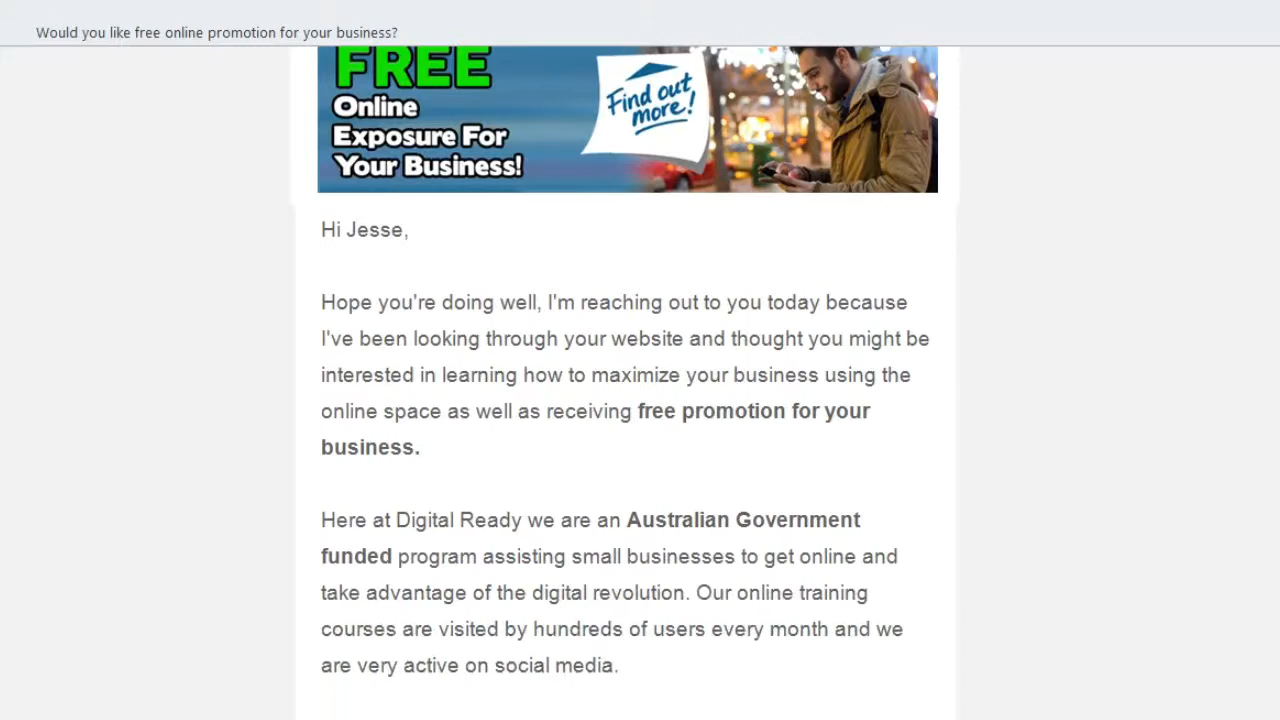 Would you like free online promotion for your business?
FREE
Online
Exposure For
Your Business!
Find out
more!
Hi Jesse,
Hope you're doing well, I'm reaching out to you today because
I've been looking through your website and thought you might be
interested in learning how to maximize your business using the
online space as well as receiving free promotion for your
business.
Here at Digital Ready we are an Australian Government
funded program assisting small businesses to get online and
take advantage of the digital revolution. Our online training
courses are visited by hundreds of users every month and we
are very active on social media.